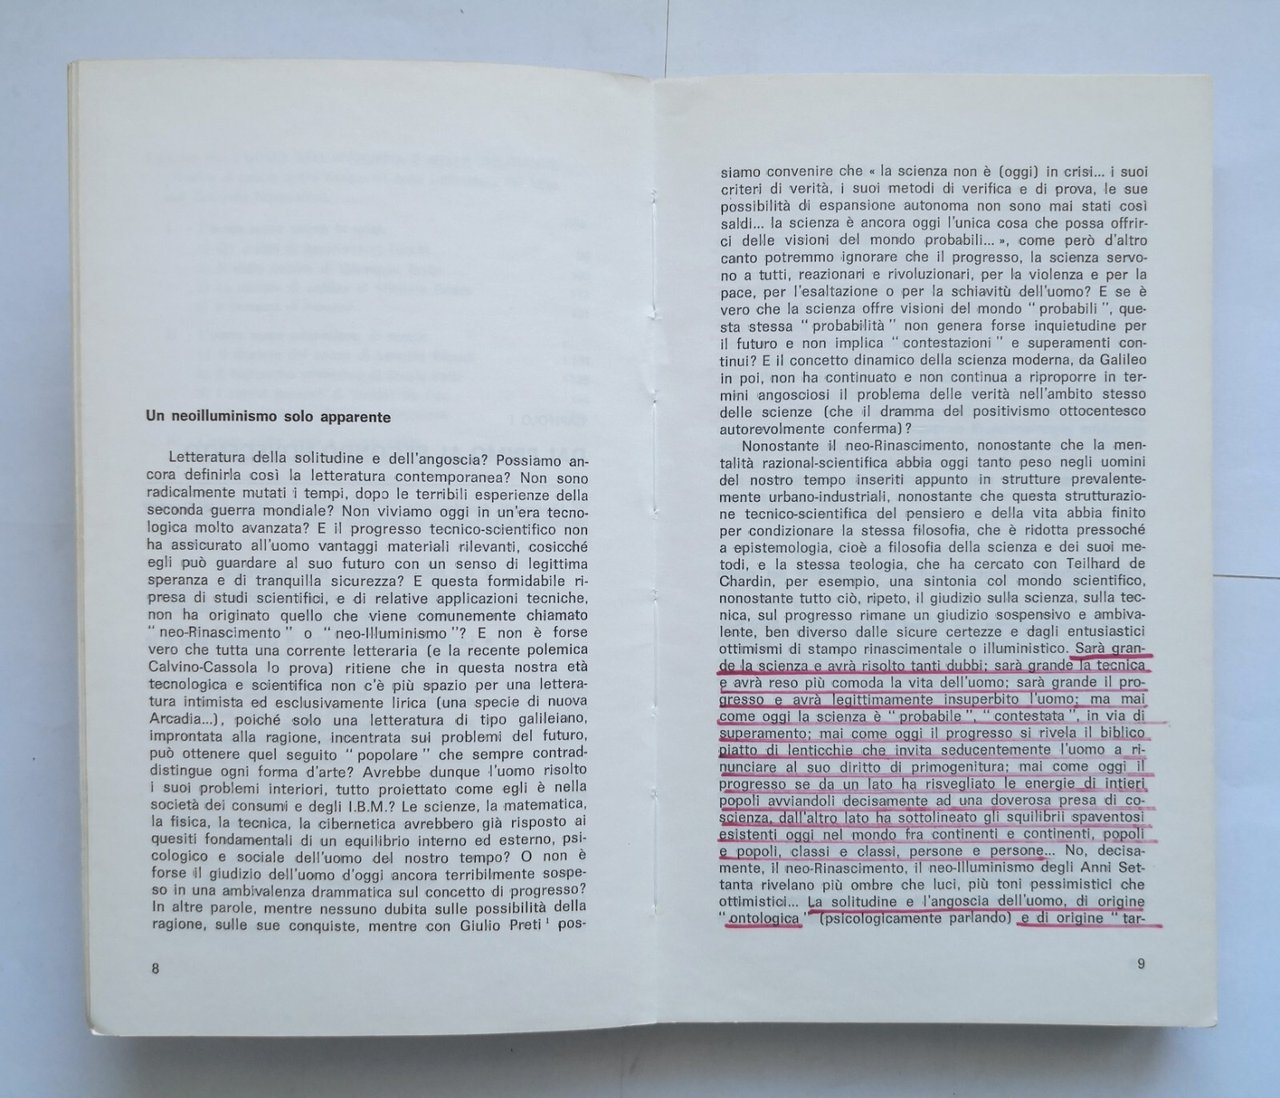 Un neoilluminismo solo apparente
Letteratura della solitudine e dell'angoscia? Possiamo an-
cora definirla così la letteratura contemporanea? Non sono
radicalmente mutati i tempi, dopo le terribili esperienze della
seconda guerra mondiale? Non viviamo oggi in un'era tecno-
logica molto avanzata? E il progresso tecnico-scientifico non
ha assicurato all'uomo vantaggi materiali rilevanti, cosicché
egli può guardare al suo futuro con un senso di legittima
speranza e di tranquilla sicurezza? E questa formidabile ri-
presa di studi scientifici, e di relative applicazioni tecniche,
non ha originato quello che viene comunemente chiamato
" neo-Rinascimento " o " neo-Illuminismo "? E non è forse
vero che tutta una corrente letteraria (e la recente polemica
Calvino-Cassola lo prova) ritiene che in questa nostra età
tecnologica e scientifica non c'è più spazio per una lettera-
tura intimista ed esclusivamente lirica (una specie di nuova
Arcadia...), poiché solo una letteratura di tipo galileiano,
improntata alla ragione, incentrata sui problemi del futuro,
può ottenere quel seguito " popolare " che sempre contrad-
distingue ogni forma d'arte? Avrebbe dunque l'uomo risolto
i suoi problemi interiori, tutto proiettato come egli è nella
società dei consumi e degli I.B.M.? Le scienze, la matematica,
la fisica, la tecnica, la cibernetica avrebbero già risposto ai
quesiti fondamentali di un equilibrio interno ed esterno, psi-
cologico e sociale dell'uomo del nostro tempo? O non è
forse il giudizio dell'uomo d'oggi ancora terribilmente sospe-
so in una ambivalenza drammatica sul concetto di progresso?
In altre parole, mentre nessuno dubita sulle possibilità della
ragione, sulle sue conquiste, mentre con Giulio Preti ¹ pos-
8
siamo convenire che « la scienza non è (oggi) in crisi... i suoi
criteri di verità, i suoi metodi di verifica e di prova, le sue
possibilità di espansione autonoma non sono mai stati così
saldi... la scienza è ancora oggi l'unica cosa che possa offrir-
ci delle visioni del mondo probabili... », come però d'altro
canto potremmo ignorare che il progresso, la scienza servo-
no a tutti, reazionari e rivoluzionari, per la violenza e per la
pace, per l'esaltazione o per la schiavitù dell'uomo? E se è
vero che la scienza offre visioni del mondo " probabili ", que-
sta stessa " probabilità " non genera forse inquietudine per
il futuro e non implica " contestazioni " e superamenti con-
tinui? E il concetto dinamico della scienza moderna, da Galileo
in poi, non ha continuato e non continua a riproporre in ter-
mini angosciosi il problema delle verità nell'ambito stesso
delle scienze (che il dramma del positivismo ottocentesco
autorevolmente conferma)?
Nonostante il neo-Rinascimento, nonostante che la men-
talità razional-scientifica abbia oggi tanto peso negli uomini
del nostro tempo inseriti appunto in strutture prevalente-
mente urbano-industriali, nonostante che questa strutturazio-
ne tecnico-scientifica del pensiero e della vita abbia finito
per condizionare la stessa filosofia, che è ridotta pressoché
a epistemologia, cioè a filosofia della scienza e dei suoi me-
todi, e la stessa teologia, che ha cercato con Teilhard de
Chardin, per esempio, una sintonia col mondo scientifico,
nonostante tutto ciò, ripeto, il giudizio sulla scienza, sulla tec-
nica, sul progresso rimane un giudizio sospensivo e ambiva-
lente, ben diverso dalle sicure certezze e dagli entusiastici
ottimismi di stampo rinascimentale o illuministico. Sarà gran-
de la scienza e avrà risolto tanti dubbi; sarà grande la tecnica
e avrà reso più comoda la vita dell'uomo; sarà grande il pro-
gresso e avrà legittimamente insuperbito l'uomo; ma mai
come oggi la scienza è " probabile ", " contestata ", in via di
superamento; mai come oggi il progresso si rivela il biblico
piatto di lenticchie che invita seducentemente l'uomo a ri-
nunciare al suo diritto di primogenitura; mai come oggi il
progresso se da un lato ha risvegliato le energie di intieri
popoli avviandoli decisamente ad una doverosa presa di co-
scienza, dall'altro lato ha sottolineato gli squilibrii spaventosi
esistenti oggi nel mondo fra continenti e continenti, popoli
e popoli, classi e classi, persone e persone... No, decisa-
mente, il neo-Rinascimento, il neo-Illuminismo degli Anni Set-
tanta rivelano più ombre che luci, più toni pessimistici che
ottimistici... La solitudine e l'angoscia dell'uomo, di origine
" ontologica " (psicologicamente parlando) e di origine " tar-
9